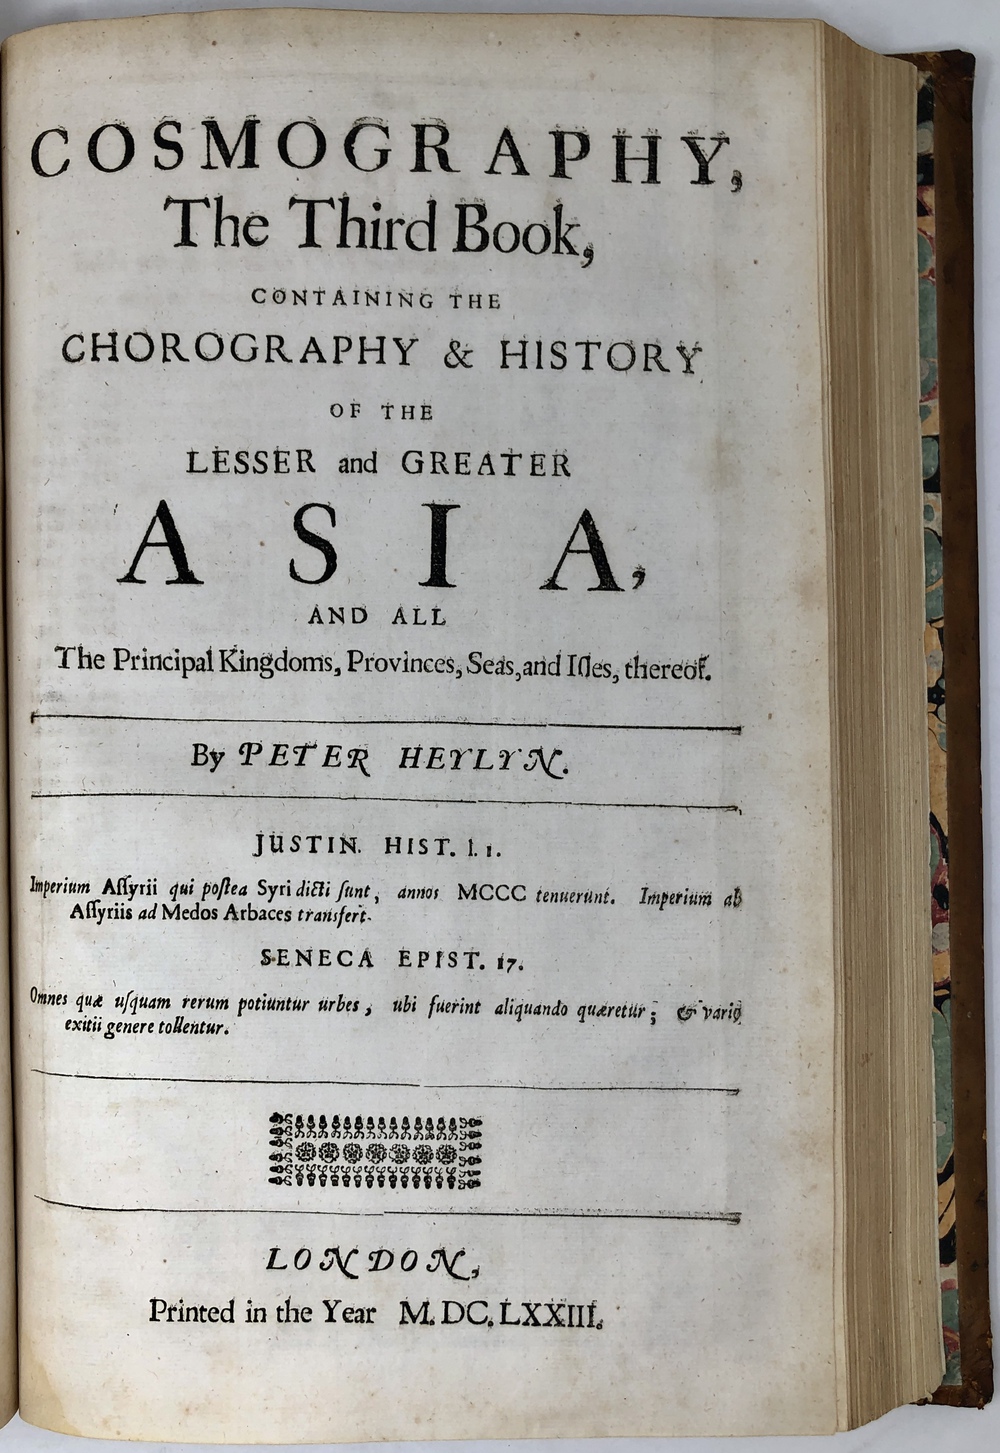 COSMOGRAPHY,
The Third Book,
CONTAINING THE
CHOROGRAPHY & HISTORY
OF THE
LESSER and GREATER
ASIA,
AND ALL
The Principal Kingdoms, Provinces, Seas, and Iſles, thereof.
By PETER HEYLYN.
JUSTIN. HIST. l. 1.
Imperium Aſſyrii qui poſtea Syri dicti ſunt, annos MCCC tenuerunt. Imperium ab
Aſſyriis ad Medos Arbaces transfert.
SENECA EPIST. 17.
Omnes quæ uſquam rerum potiuntur urbes, ubi fuerint aliquando quæretur; & vario
exitii genere tollentur.
LONDON,
Printed in the Year M. DC. LXXIII.